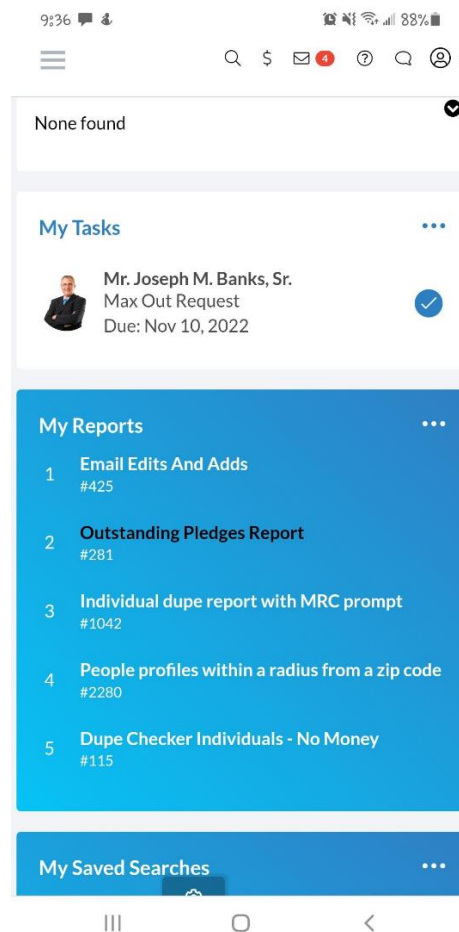 9:36
88%
$
4
?
None found
My Tasks
Mr. Joseph M. Banks, Sr.
Max Out Request
Due: Nov 10, 2022
My Reports
1 Email Edits And Adds
#425
2 Outstanding Pledges Report
#281
3 Individual dupe report with MRC prompt
#1042
4 People profiles within a radius from a zip code
#2280
5 Dupe Checker Individuals - No Money
#115
My Saved Searches